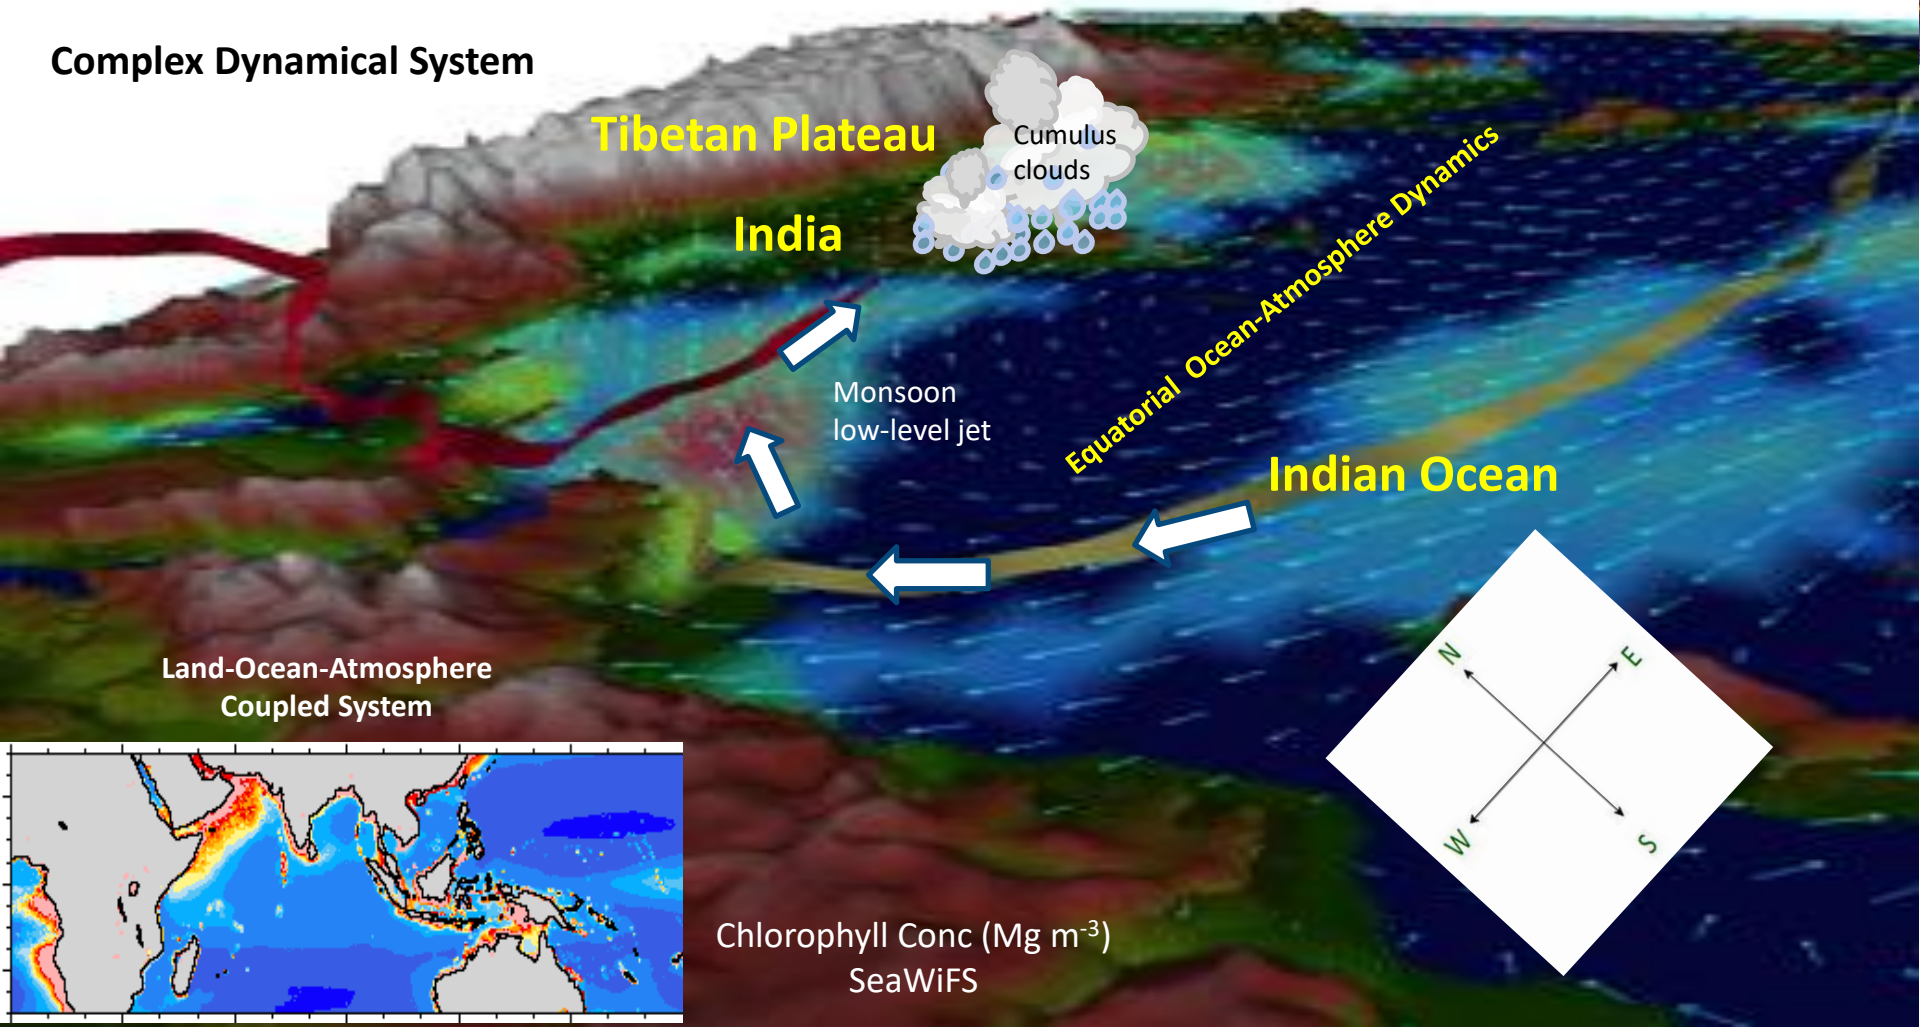 Complex Dynamical System
Tibetan Plateau
Cumulus
clouds
India
Equatorial Ocean-Atmosphere Dynamics
Monsoon
low-level jet
Indian Ocean
N
E
W
S
Land-Ocean-Atmosphere
Coupled System
Chlorophyll Conc (Mg m⁻³)
SeaWiFS